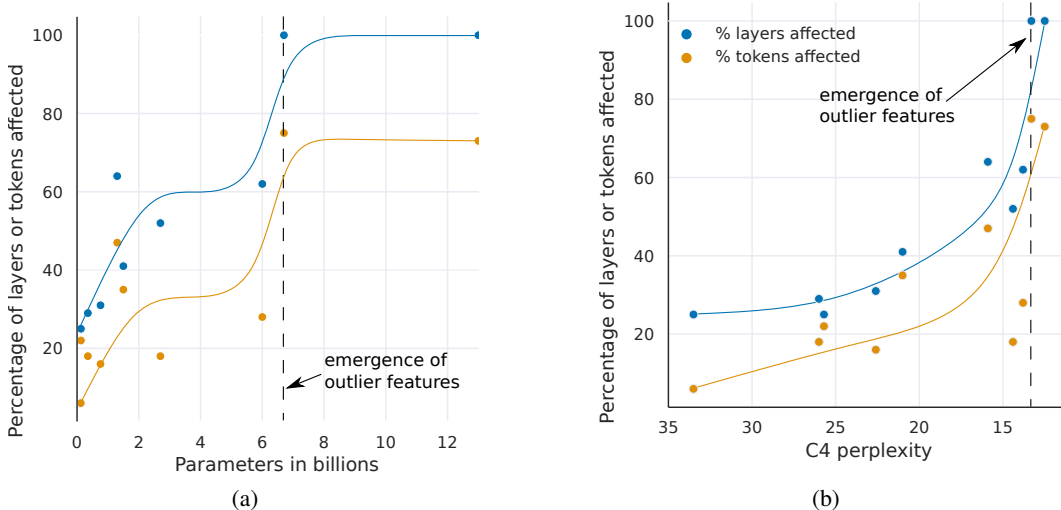 Percentage of layers or tokens affected
100
80
60
40
20
0
2
4
6
8
10
12
Parameters in billions
emergence of
outlier features
(a)
Percentage of layers or tokens affected
100
80
60
40
20
35
30
25
20
15
C4 perplexity
% layers affected
% tokens affected
emergence of
outlier features
(b)